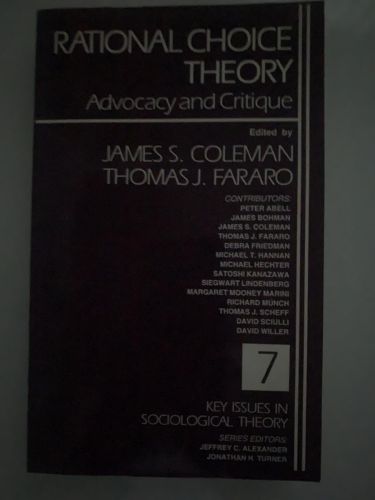 RATIONAL CHOICE
THEORY
Advocacy and Critique
Edited by
JAMES S. COLEMAN
THOMAS J. FARARO
CONTRIBUTORS:
PETER ABELL
JAMES BOHMAN
JAMES S. COLEMAN
THOMAS J. FARARO
DEBRA FRIEDMAN
MICHAEL T. HANNAN
MICHAEL HECHTER
SATOSHI KANAZAWA
SIEGWART LINDENBERG
MARGARET MOONEY MARINI
RICHARD MÜNCH
THOMAS J. SCHEFF
DAVID SCIULLI
DAVID WILLER
7
KEY ISSUES IN
SOCIOLOGICAL THEORY
SERIES EDITORS:
JEFFREY C. ALEXANDER
JONATHAN H. TURNER